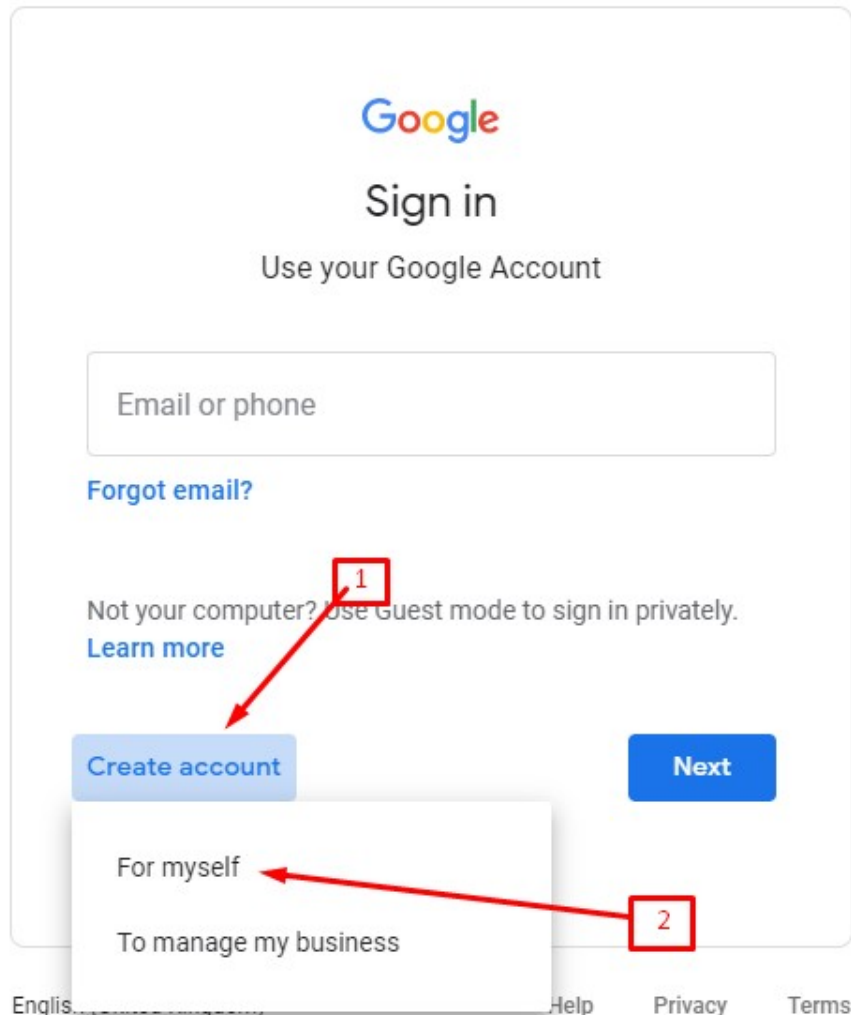 Google
Sign in
Use your Google Account
Email or phone
Forgot email?
1
Not your computer? Use Guest mode to sign in privately.
Learn more
Create account
Next
For myself
2
To manage my business
Help Privacy Terms